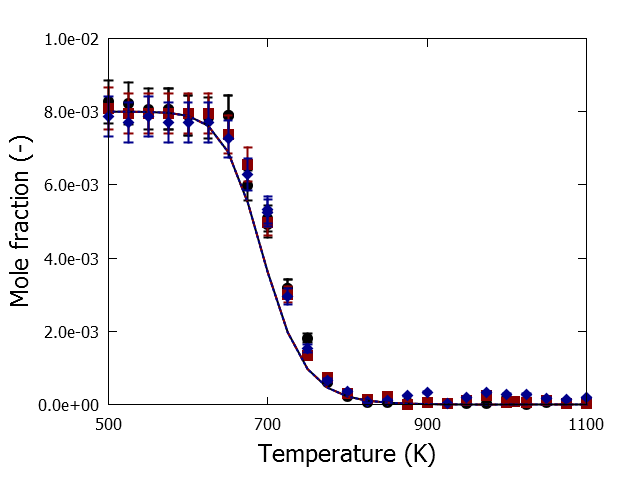 1.0e-02
8.0e-03
6.0e-03
4.0e-03
2.0e-03
0.0e+00
Mole fraction (-)
500 700 900 1100
Temperature (K)